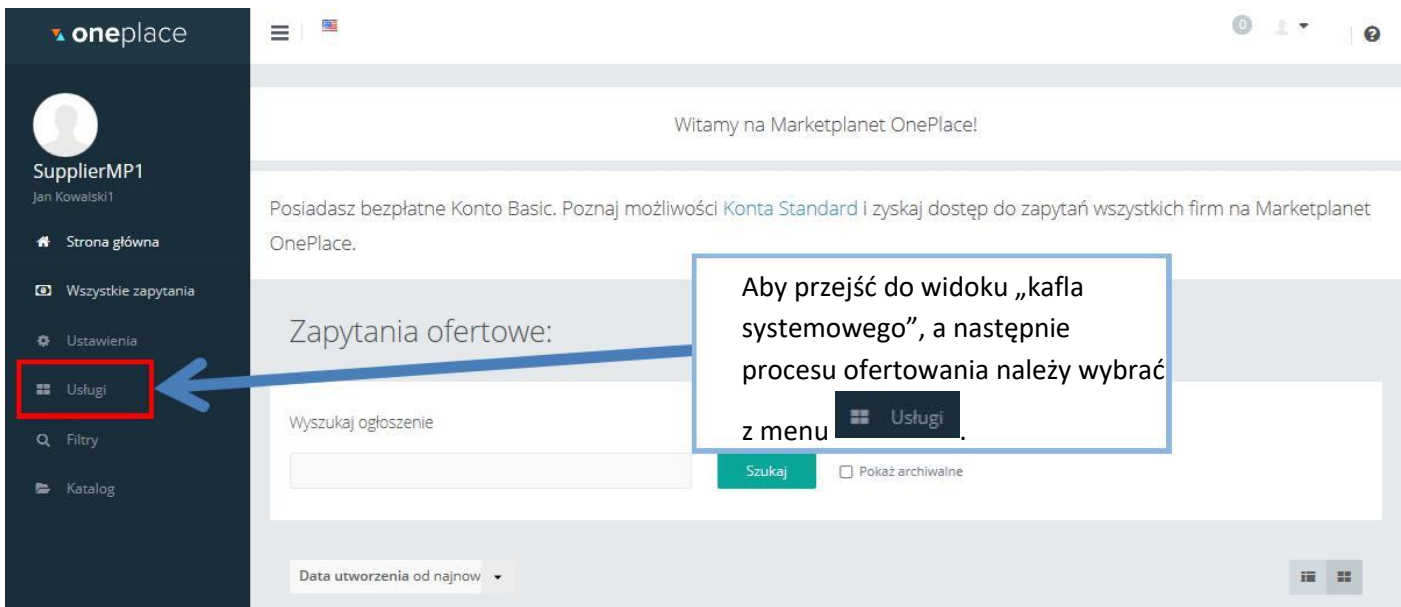 oneplace
0
SupplierMP1
Jan Kowalski1
Strona główna
Wszystkie zapytania
Ustawienia
Usługi
Filtry
Katalog
Witamy na Marketplanet OnePlace!
Posiadasz bezpłatne Konto Basic. Poznaj możliwości Konta Standard i zyskaj dostęp do zapytań wszystkich firm na Marketplanet
OnePlace.
Zapytania ofertowe:
Aby przejść do widoku „kafla
systemowego”, a następnie
procesu ofertowania należy wybrać
z menu Usługi.
Wyszukaj ogłoszenie
Szukaj
Pokaż archiwalne
Data utworzenia od najnow